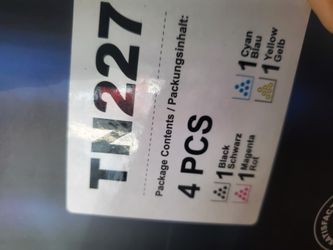 TN227
Package Contents / Packungsinhalt:
4 PCS
1 Black
Schwarz
1 Cyan
Blau
1 Magenta
Rot
1 Yellow
Gelb